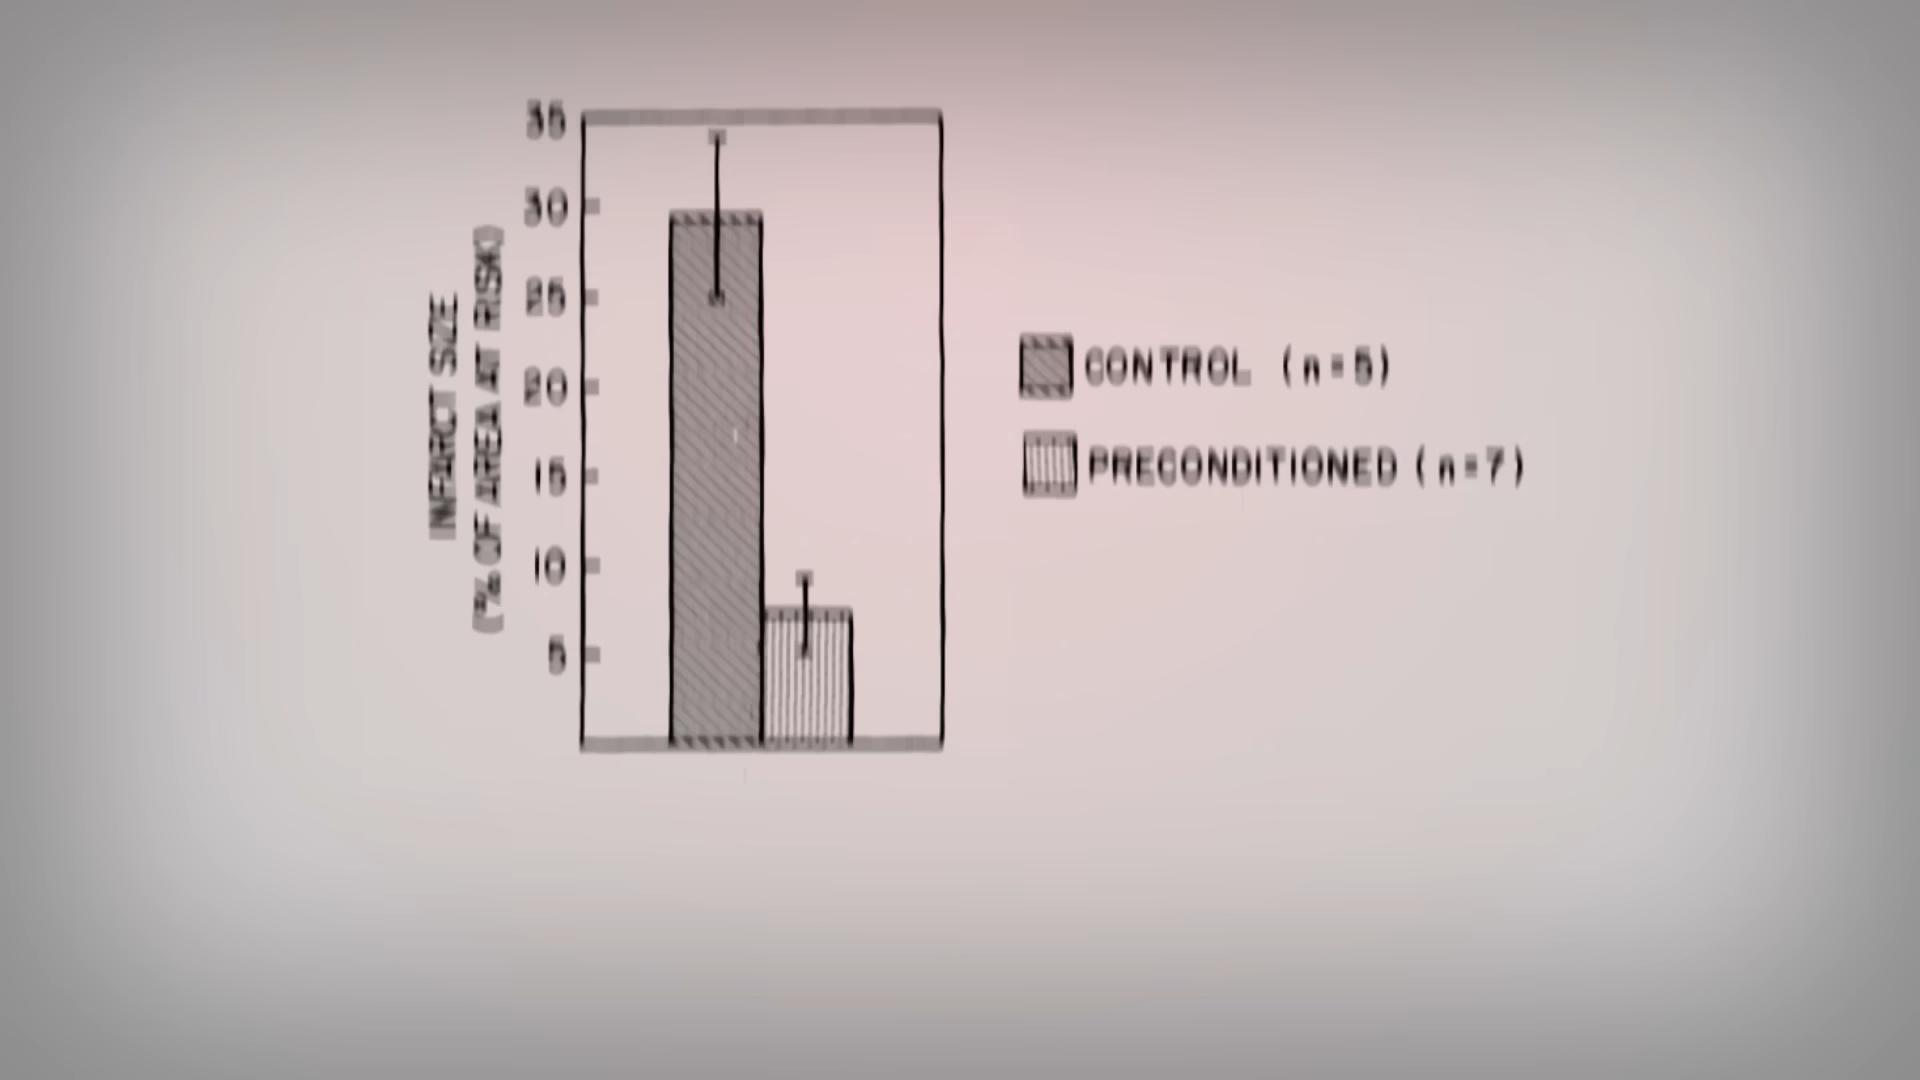 INFARCT SIZE
(% OF AREA AT RISK)
35
30
25
20
15
10
5
CONTROL (n=5)
PRECONDITIONED (n=7)